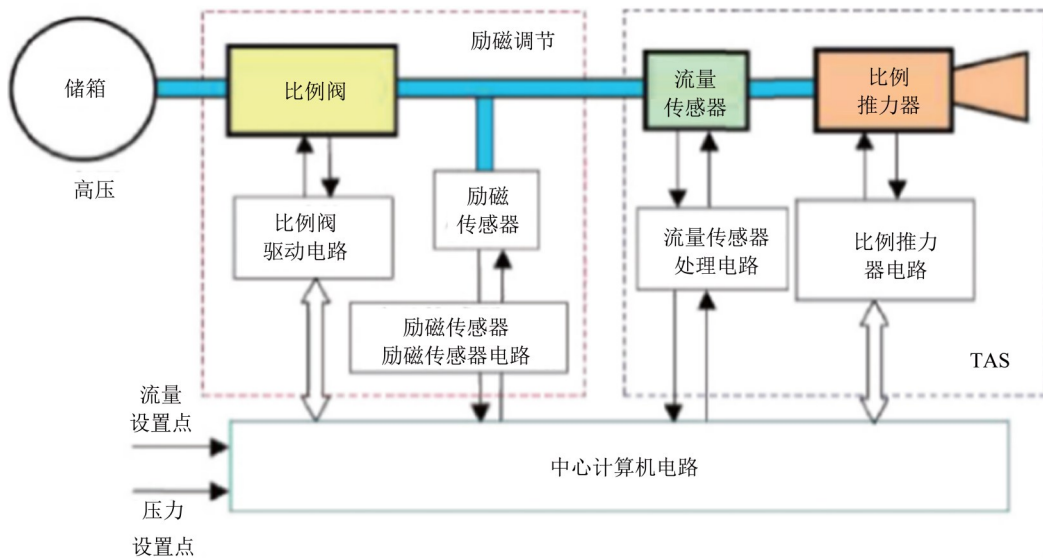 励磁调节
储箱
比例阀
流量
传感器
比例
推力器
高压
比例阀
驱动电路
励磁
传感器
流量传感器
处理电路
比例推力
器电路
励磁传感器
励磁传感器电路
TAS
流量
设置点
中心计算机电路
压力
设置点